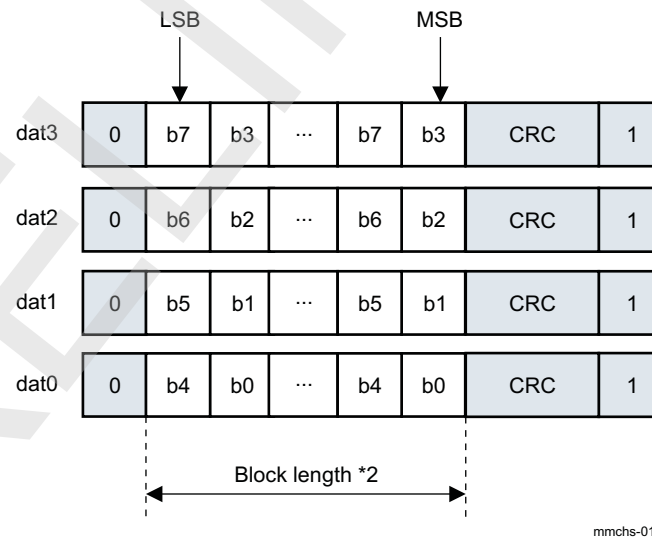 LSB MSB
dat3 0 b7 b3 ... b7 b3 CRC 1
dat2 0 b6 b2 ... b6 b2 CRC 1
dat1 0 b5 b1 ... b5 b1 CRC 1
dat0 0 b4 b0 ... b4 b0 CRC 1
Block length *2